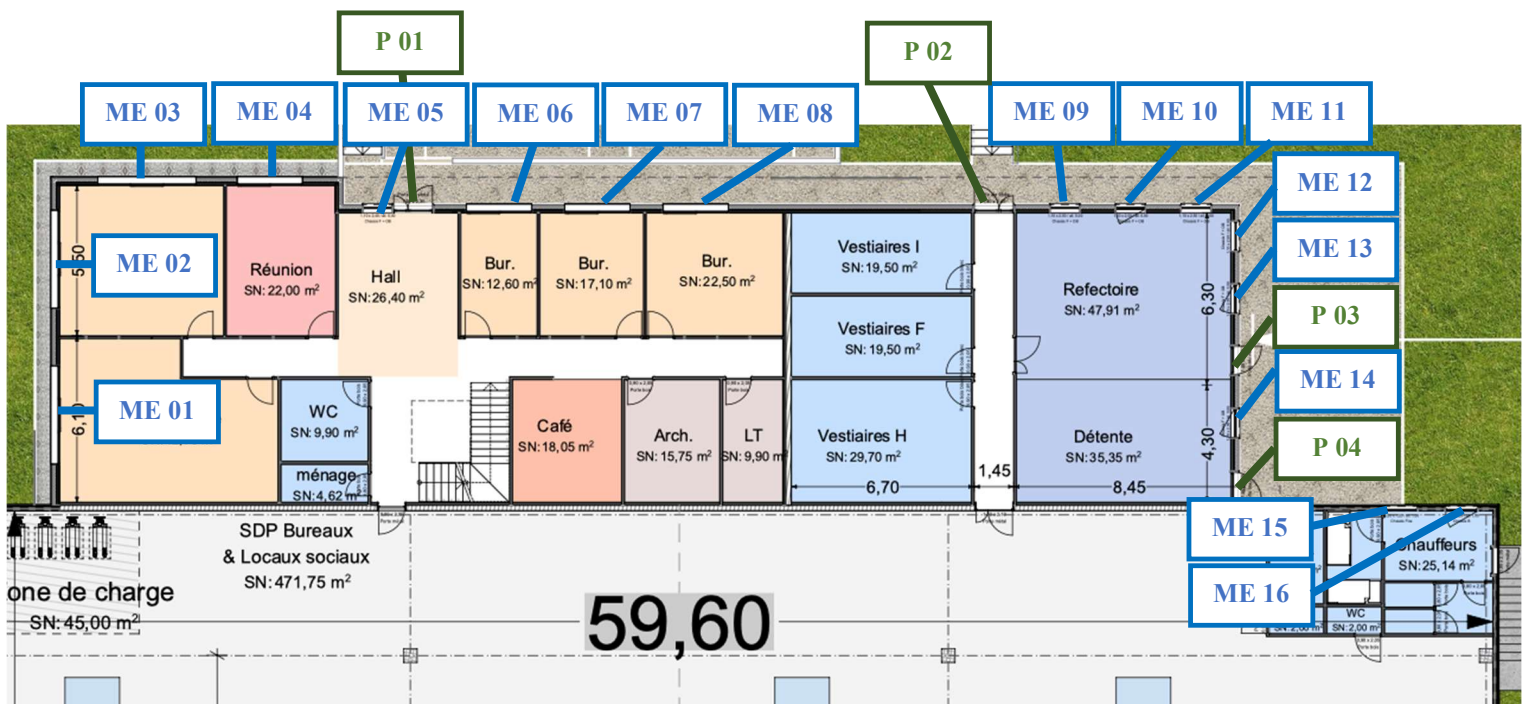 P 01
P 02
ME 03
ME 04
ME 05
ME 06
ME 07
ME 08
ME 09
ME 10
ME 11
ME 12
ME 02
ME 13
5,50
Réunion
SN: 22,00 m²
Hall
SN: 26,40 m²
Bur.
SN: 12,60 m²
Bur.
SN: 17,10 m²
Bur.
SN: 22,50 m²
Vestiaires I
SN: 19,50 m²
Refectoire
SN: 47,91 m²
6,30
P 03
Vestiaires F
SN: 19,50 m²
ME 14
ME 01
WC
SN: 9,90 m²
Café
SN: 18,05 m²
Arch.
SN: 15,75 m²
LT
SN: 9,90 m
Vestiaires H
SN: 29,70 m²
Détente
SN: 35,35 m²
4,30
P 04
ménage
SN: 4,62 m²
6,70
1,45
8,45
SDP Bureaux
& Locaux sociaux
SN: 471,75 m²
ME 15
Chauffeurs
SN: 25,14 m²
ME 16
one de charge
SN: 45,00 m²
59,60
WC
SN: 2,00 m²